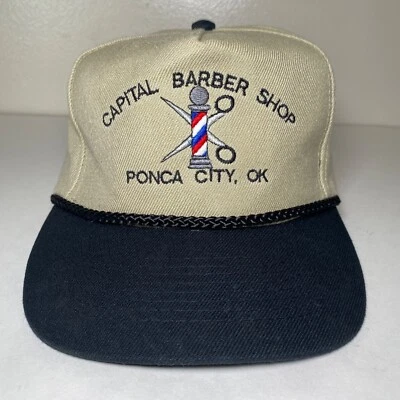 CAPITAL BARBER SHOP
PONCA CITY, OK